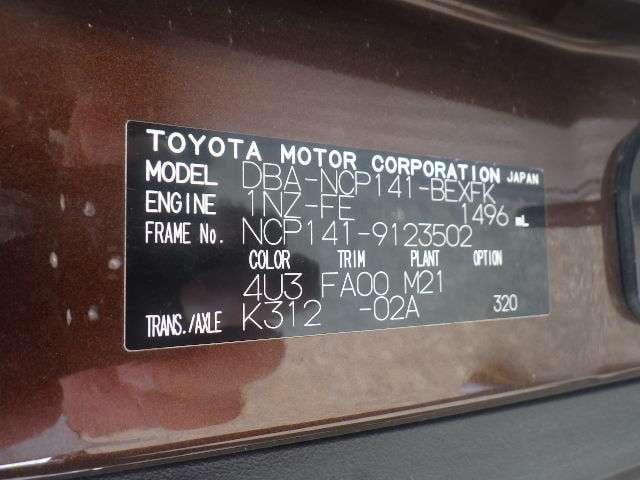 TOYOTA MOTOR CORPORATION JAPAN
MODEL DBA-NCP141-BEXFK
ENGINE 1NZ-FE 1496 mL
FRAME No. NCP141-9123502
COLOR TRIM PLANT OPTION
4U3 FA00 M21
TRANS./AXLE K312 -02A 320